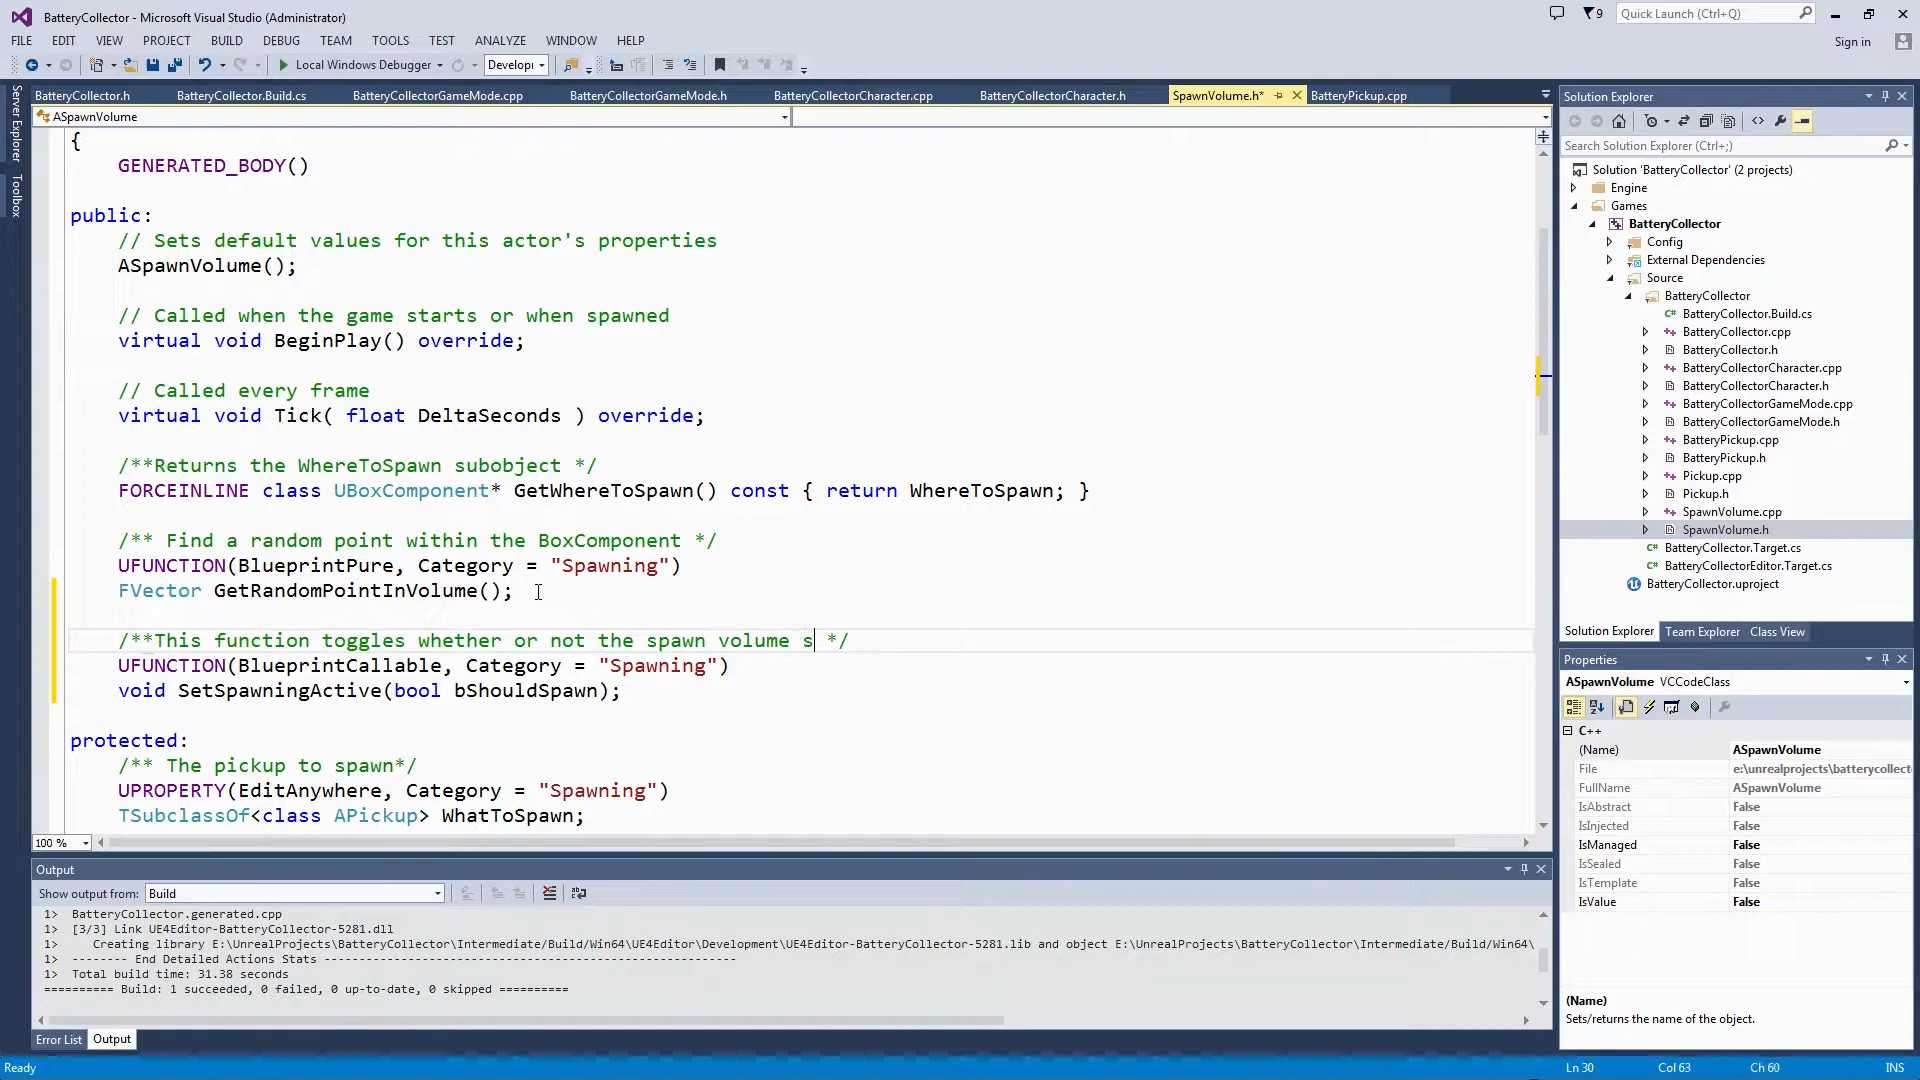 BatteryCollector - Microsoft Visual Studio (Administrator)
9
Quick Launch (Ctrl+Q)
FILE EDIT VIEW PROJECT BUILD DEBUG TEAM TOOLS TEST ANALYZE WINDOW HELP
Sign in
Local Windows Debugger
Develop
Server Explorer
Toolbox
BatteryCollector.h BatteryCollector.Build.cs BatteryCollectorGameMode.cpp BatteryCollectorGameMode.h BatteryCollectorCharacter.cpp BatteryCollectorCharacter.h SpawnVolume.h* BatteryPickup.cpp
ASpawnVolume
{
GENERATED_BODY()
public:
// Sets default values for this actor's properties
ASpawnVolume();
// Called when the game starts or when spawned
virtual void BeginPlay() override;
// Called every frame
virtual void Tick( float DeltaSeconds ) override;
/**Returns the WhereToSpawn subobject */
FORCEINLINE class UBoxComponent* GetWhereToSpawn() const { return WhereToSpawn; }
/** Find a random point within the BoxComponent */
UFUNCTION(BlueprintPure, Category = "Spawning")
FVector GetRandomPointInVolume();
/**This function toggles whether or not the spawn volume s */
UFUNCTION(BlueprintCallable, Category = "Spawning")
void SetSpawningActive(bool bShouldSpawn);
protected:
/** The pickup to spawn*/
UPROPERTY(EditAnywhere, Category = "Spawning")
TSubclassOf<class APickup> WhatToSpawn;
100 %
Output
Show output from: Build
1> BatteryCollector.generated.cpp
1> [3/3] Link UE4Editor-BatteryCollector-5281.dll
1> Creating library E:\UnrealProjects\BatteryCollector\Intermediate/Build/Win64\UE4Editor\Development\UE4Editor-BatteryCollector-5281.lib and object E:\UnrealProjects\BatteryCollector\Intermediate/Build/Win64\
1> -------- End Detailed Actions Stats -----------------------------------------------------------
1> Total build time: 31.38 seconds
========== Build: 1 succeeded, 0 failed, 0 up-to-date, 0 skipped ==========
Error List Output
Solution Explorer
Search Solution Explorer (Ctrl+;)
Solution 'BatteryCollector' (2 projects)
Engine
Games
BatteryCollector
Config
External Dependencies
Source
BatteryCollector
BatteryCollector.Build.cs
BatteryCollector.cpp
BatteryCollector.h
BatteryCollectorCharacter.cpp
BatteryCollectorCharacter.h
BatteryCollectorGameMode.cpp
BatteryCollectorGameMode.h
BatteryPickup.cpp
BatteryPickup.h
Pickup.cpp
Pickup.h
SpawnVolume.cpp
SpawnVolume.h
BatteryCollector.Target.cs
BatteryCollectorEditor.Target.cs
BatteryCollector.uproject
Solution Explorer Team Explorer Class View
Properties
ASpawnVolume VCCodeClass
C++
(Name) ASpawnVolume
File e:\unrealprojects\batterycollect
FullName ASpawnVolume
IsAbstract False
IsInjected False
IsManaged False
IsSealed False
IsTemplate False
IsValue False
(Name)
Sets/returns the name of the object.
Ready
Ln 30 Col 63 Ch 60 INS